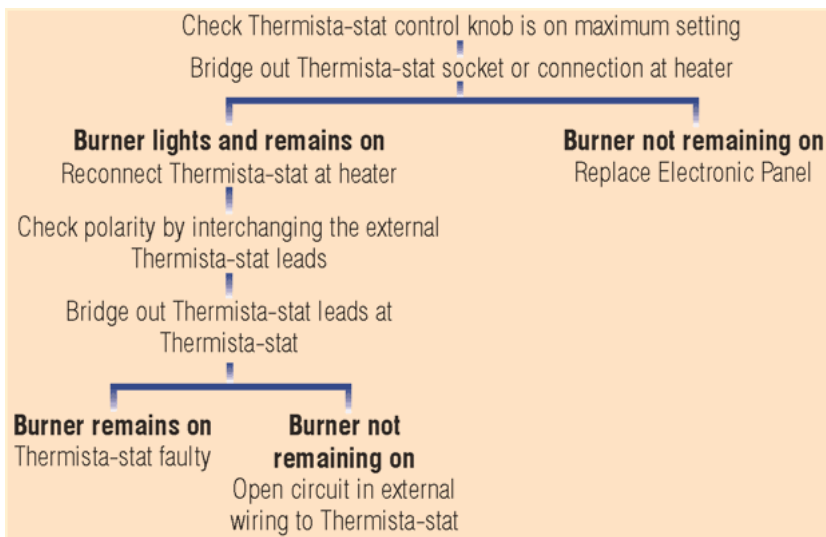 Check Thermista-stat control knob is on maximum setting
Bridge out Thermista-stat socket or connection at heater
Burner lights and remains on
Reconnect Thermista-stat at heater
Burner not remaining on
Replace Electronic Panel
Check polarity by interchanging the external
Thermista-stat leads
Bridge out Thermista-stat leads at
Thermista-stat
Burner remains on
Thermista-stat faulty
Burner not
remaining on
Open circuit in external
wiring to Thermista-stat